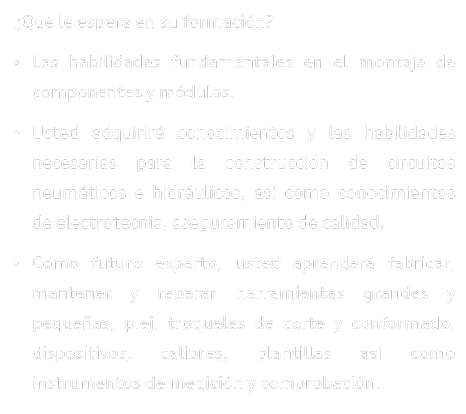 ¿Qué le espera en su formación?
• Las habilidades fundamentales en el montaje de
componentes y módulos.
• Usted adquirirá conocimientos y las habilidades
necesarias para la construcción de circuitos
neumáticos e hidráulicos, así como conocimientos
de electrotecnia, aseguramiento de calidad.
• Como futuro experto, usted aprenderá fabricar,
mantener y reparar herramientas grandes y
pequeñas, p.ej. troqueles de corte y conformado,
dispositivos, calibres, plantillas así como
instrumentos de medición y comprobación.